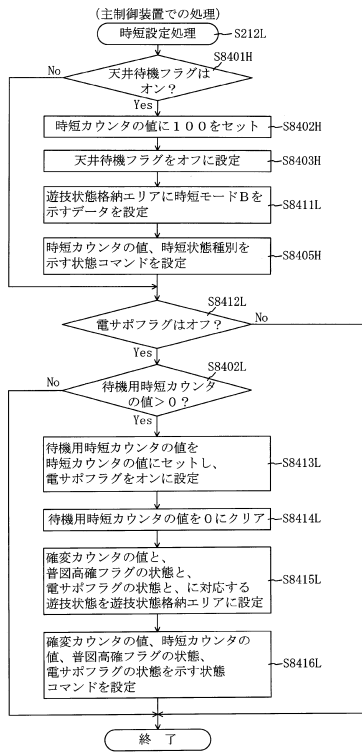 (主制御装置での処理)
時短設定処理
S212L
S8401H
天井待機フラグは
オン?
No
Yes
時短カウンタの値に100をセット
S8402H
天井待機フラグをオフに設定
S8403H
遊技状態格納エリアに時短モードBを
示すデータを設定
S8411L
時短カウンタの値、時短状態種別を
示す状態コマンドを設定
S8405H
S8412L
電サポフラグはオフ?
No
Yes
S8402L
待機用時短カウンタ
の値>0?
No
Yes
待機用時短カウンタの値を
時短カウンタの値にセットし、
電サポフラグをオンに設定
S8413L
待機用時短カウンタの値を0にクリア
S8414L
確変カウンタの値と、
普図高確フラグの状態と、
電サポフラグの状態と、に対応する
遊技状態を遊技状態格納エリアに設定
S8415L
確変カウンタの値、時短カウンタの
値、普図高確フラグの状態、
電サポフラグの状態を示す状態
コマンドを設定
S8416L
終了